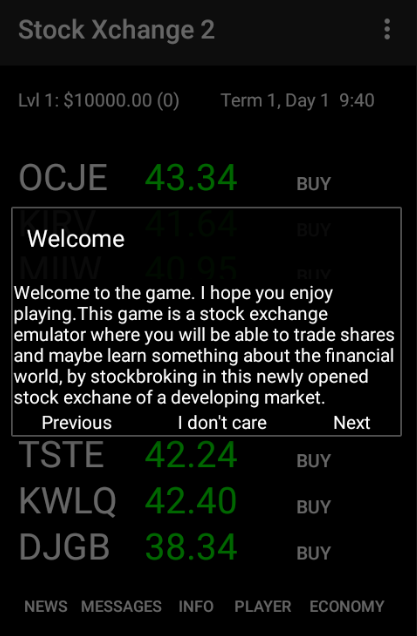 Stock Xchange 2
Lvl 1: $10000.00 (0) Term 1, Day 1 9:40
OCJE 43.34 BUY
KIRV 41.64 BUY
Welcome
MIIW 40.95 BUY
Welcome to the game. I hope you enjoy
playing.This game is a stock exchange
emulator where you will be able to trade shares
and maybe learn something about the financial
world, by stockbroking in this newly opened
stock exchane of a developing market.
Previous I don't care Next
TSTE 42.24 BUY
KWLQ 42.40 BUY
DJGB 38.34 BUY
NEWS MESSAGES INFO PLAYER ECONOMY